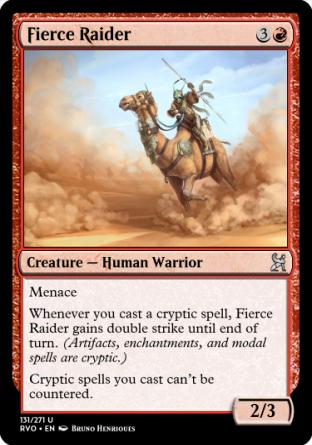 Fierce Raider 3
Creature — Human Warrior
Menace
Whenever you cast a cryptic spell, Fierce
Raider gains double strike until end of
turn. (Artifacts, enchantments, and modal
spells are cryptic.)
Cryptic spells you cast can't be
countered.
2/3
131/271 U
RVO • EN Bruno Henriques